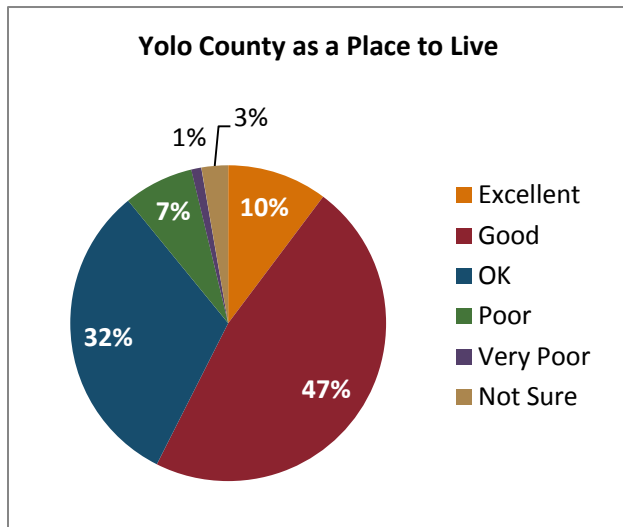 Yolo County as a Place to Live
3%
1%
10%
7%
32%
47%
Excellent
Good
OK
Poor
Very Poor
Not Sure